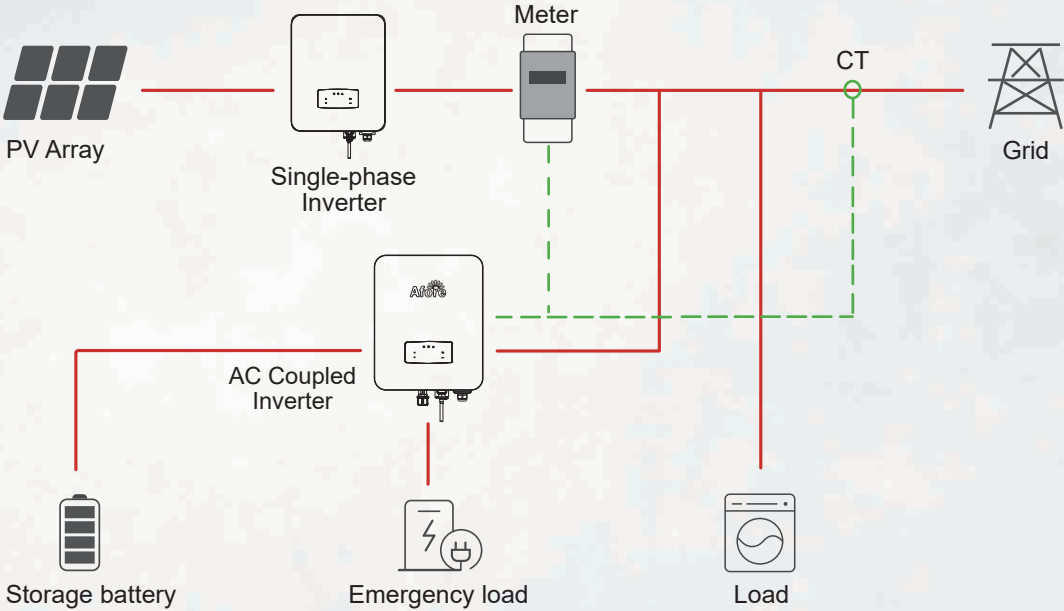 Meter
CT
PV Array
Single-phase
Inverter
Grid
Afore
AC Coupled
Inverter
Storage battery
Emergency load
Load